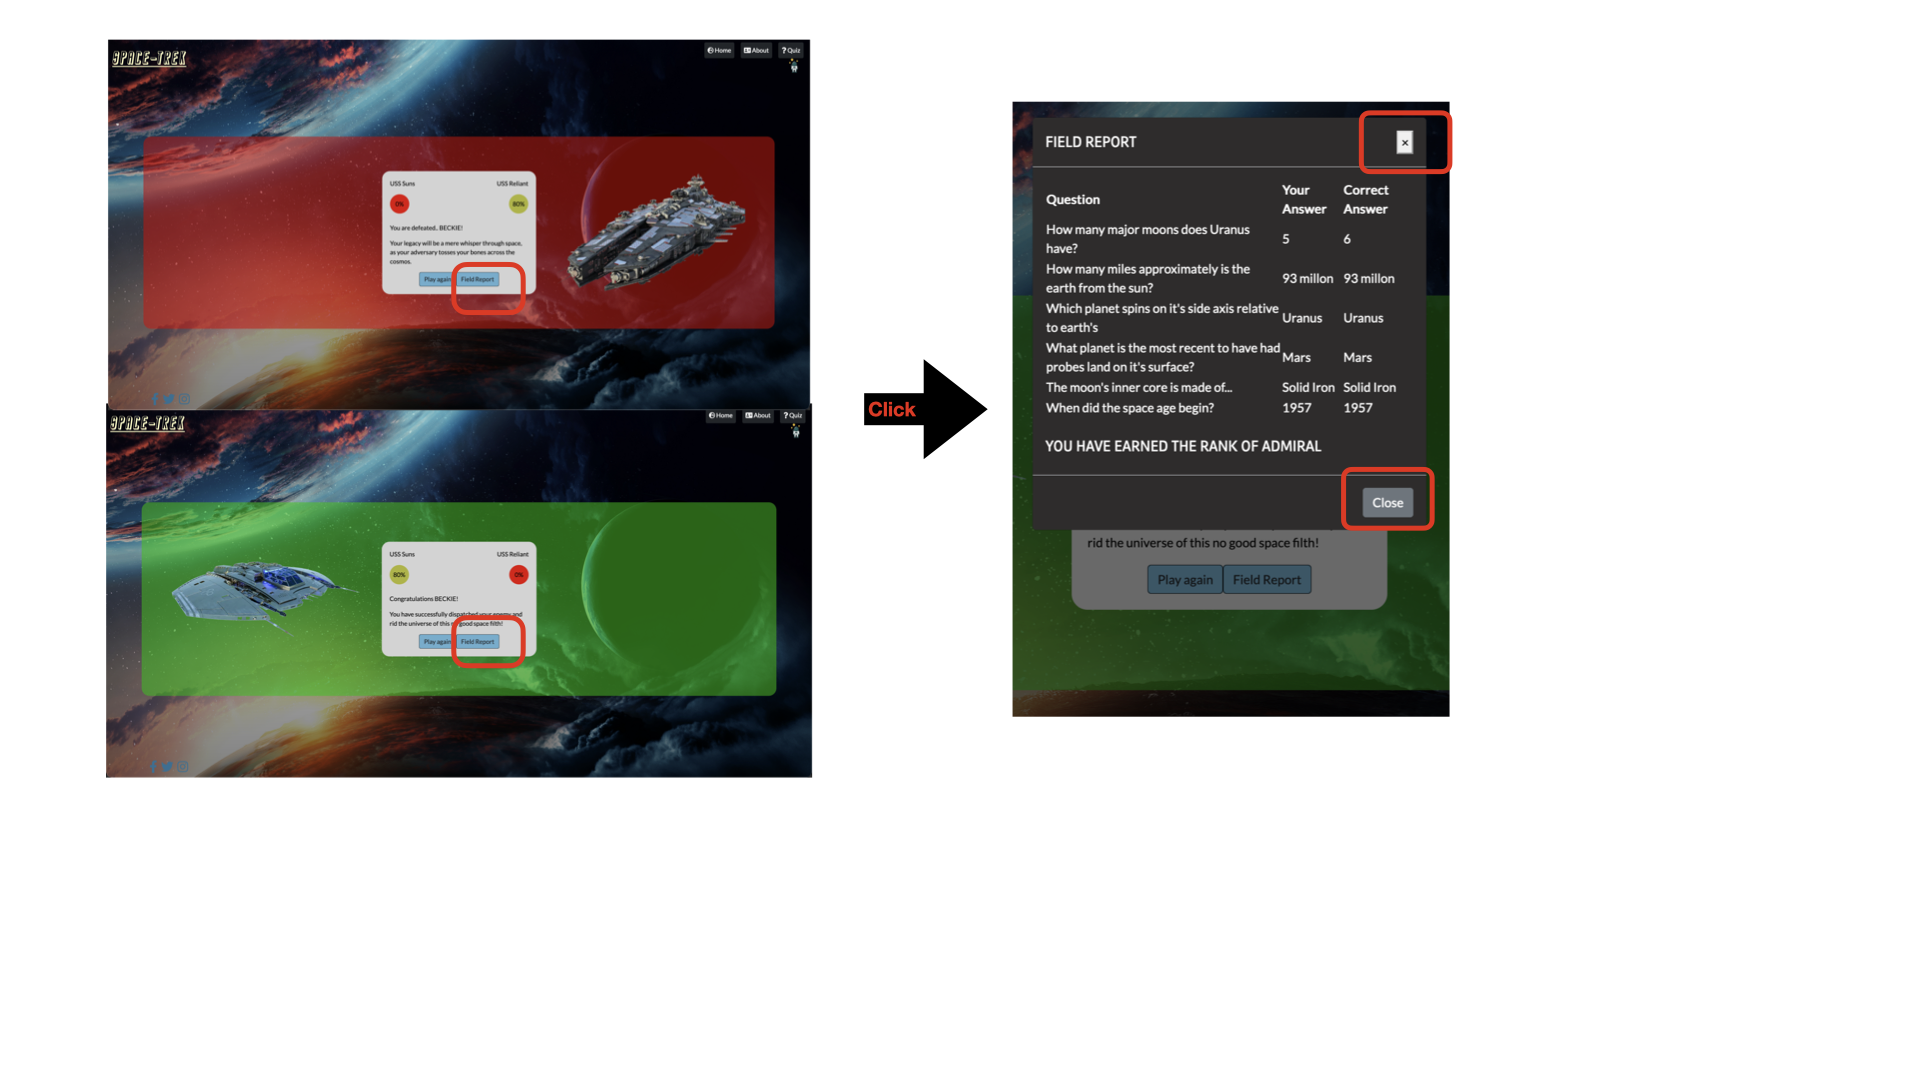 SPACE-TREK
Home About ? Quiz
USS Suns USS Reliant
0% 80%
You are defeated.. BECKIE!
Your legacy will be a mere whisper through space,
as your adversary tosses your bones across the
cosmos.
Play again Field Report
SPACE-TREK
Home About ? Quiz
USS Suns USS Reliant
80% 0%
Congratulations BECKIE!
You have successfully dispatched your enemy and
rid the universe of this no good space filth!
Play again Field Report
Click
FIELD REPORT ×
Question Your Answer Correct Answer
How many major moons does Uranus
have? 5 6
How many miles approximately is the
earth from the sun? 93 millon 93 millon
Which planet spins on it's side axis relative
to earth's Uranus Uranus
What planet is the most recent to have had
probes land on it's surface? Mars Mars
The moon's inner core is made of... Solid Iron Solid Iron
When did the space age begin? 1957 1957
YOU HAVE EARNED THE RANK OF ADMIRAL
Close
rid the universe of this no good space filth!
Play again Field Report